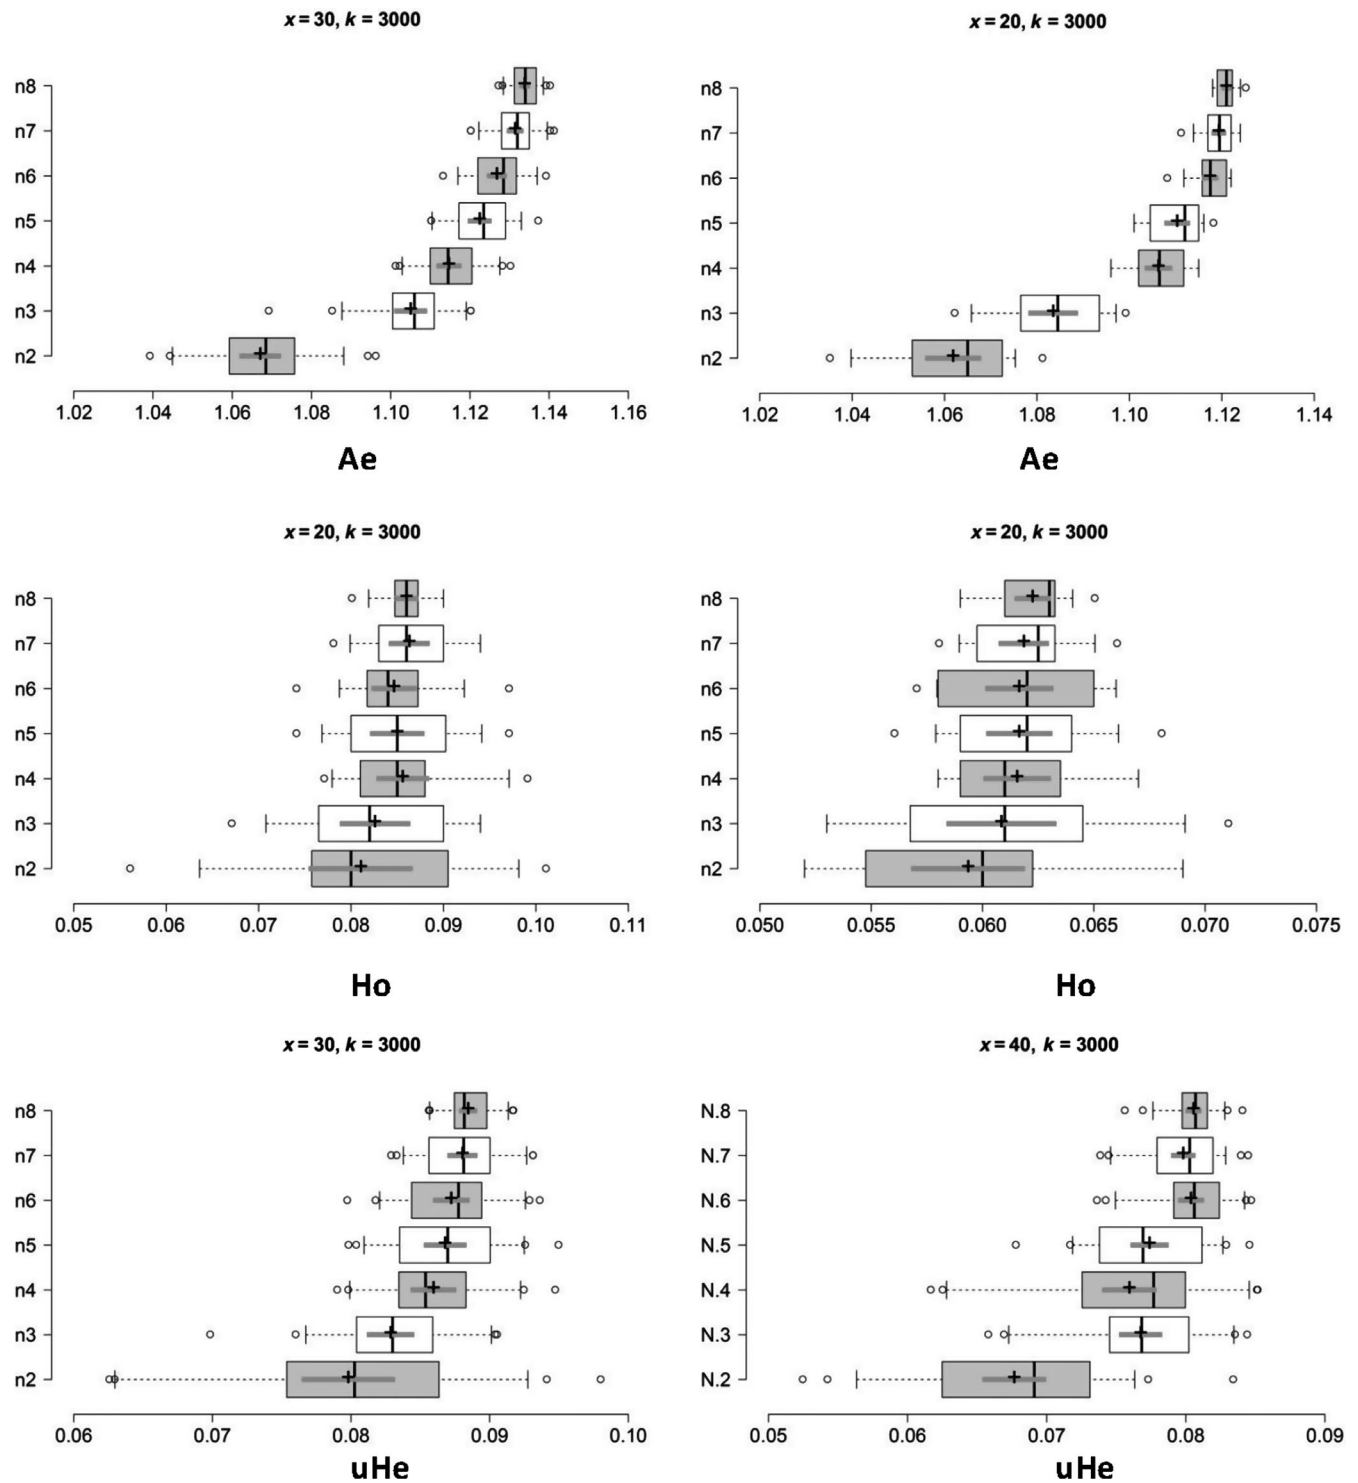 x = 30, k = 3000
n8
n7
n6
n5
n4
n3
n2
1.02 1.04 1.06 1.08 1.10 1.12 1.14 1.16
Ae
x = 20, k = 3000
n8
n7
n6
n5
n4
n3
n2
1.02 1.04 1.06 1.08 1.10 1.12 1.14
Ae
x = 20, k = 3000
n8
n7
n6
n5
n4
n3
n2
0.05 0.06 0.07 0.08 0.09 0.10 0.11
Ho
x = 20, k = 3000
n8
n7
n6
n5
n4
n3
n2
0.050 0.055 0.060 0.065 0.070 0.075
Ho
x = 30, k = 3000
n8
n7
n6
n5
n4
n3
n2
0.06 0.07 0.08 0.09 0.10
uHe
x = 40, k = 3000
N.8
N.7
N.6
N.5
N.4
N.3
N.2
0.05 0.06 0.07 0.08 0.09
uHe